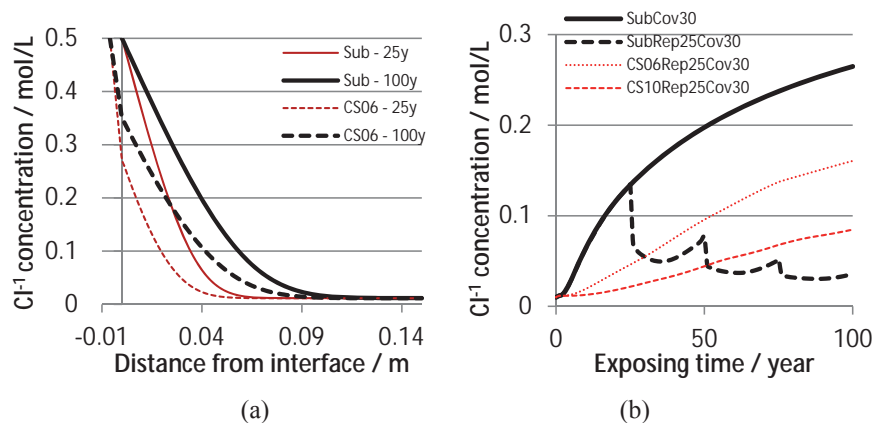 Cl⁻¹ concentration / mol/L
0.5
0.4
0.3
0.2
0.1
0
-0.01 0.04 0.09 0.14
Distance from interface / m
Sub - 25y
Sub - 100y
CS06 - 25y
CS06 - 100y
(a)
Cl⁻¹ concentration / mol/L
0.3
0.2
0.1
0
0 50 100
Exposing time / year
SubCov30
SubRep25Cov30
CS06Rep25Cov30
CS10Rep25Cov30
(b)